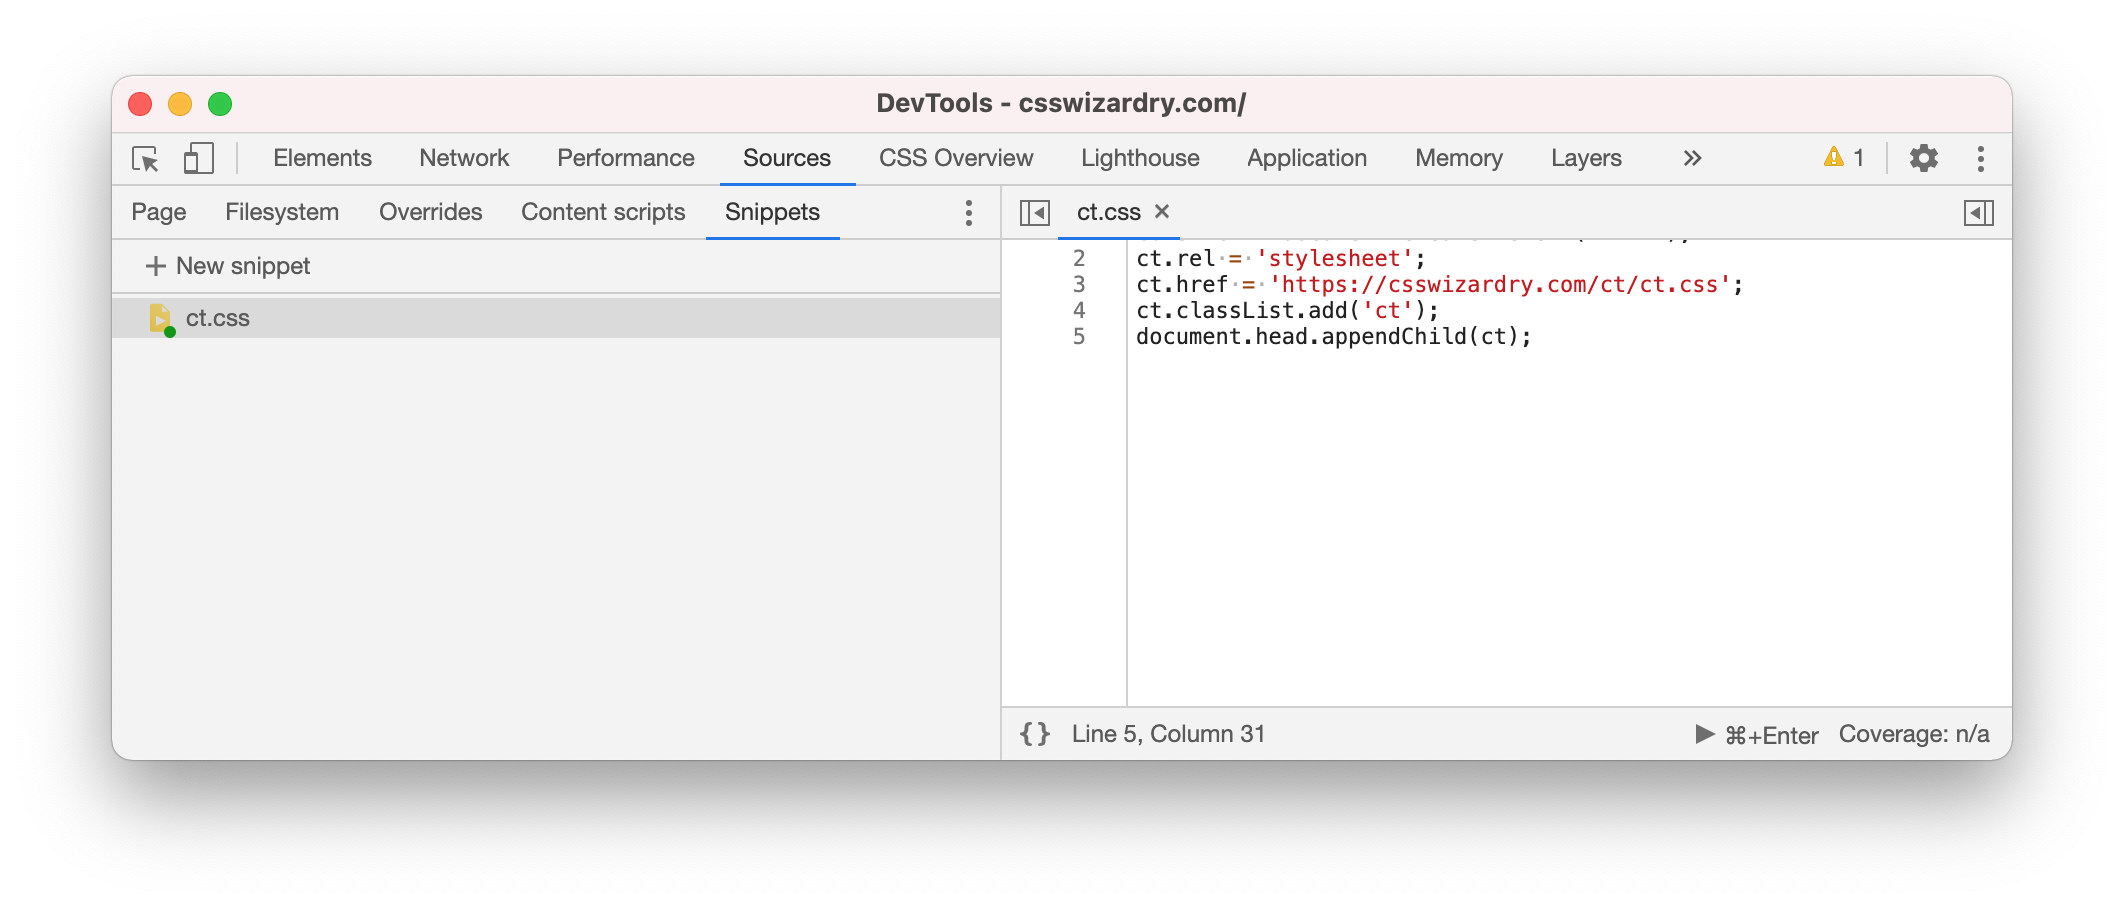 DevTools - csswizardry.com/
Elements Network Performance Sources CSS Overview Lighthouse Application Memory Layers » 1
Page Filesystem Overrides Content scripts Snippets
ct.css ×
+ New snippet
ct.css
2 ct.rel = 'stylesheet';
3 ct.href = 'https://csswizardry.com/ct/ct.css';
4 ct.classList.add('ct');
5 document.head.appendChild(ct);
{} Line 5, Column 31
⌘+Enter Coverage: n/a